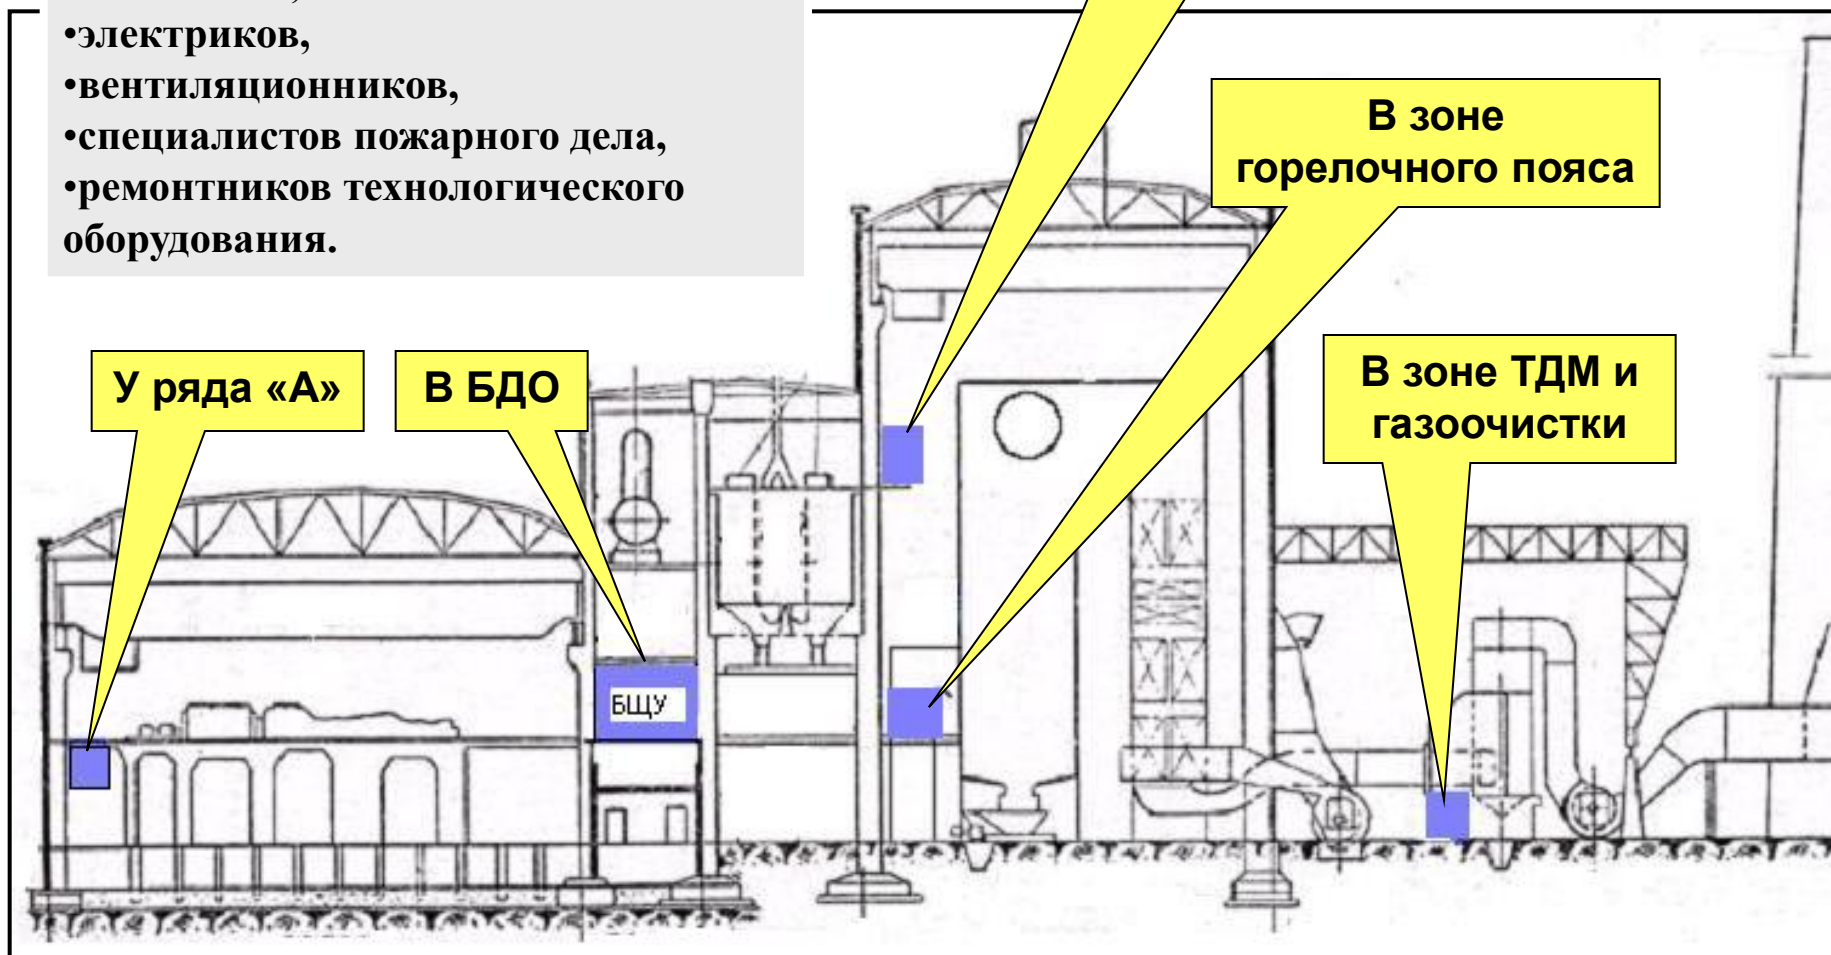 •электриков,
•вентиляционников,
•специалистов пожарного дела,
•ремонтников технологического
оборудования.
В зоне
горелочного пояса
У ряда «А»
В БДО
В зоне ТДМ и
газоочистки
БЩУ